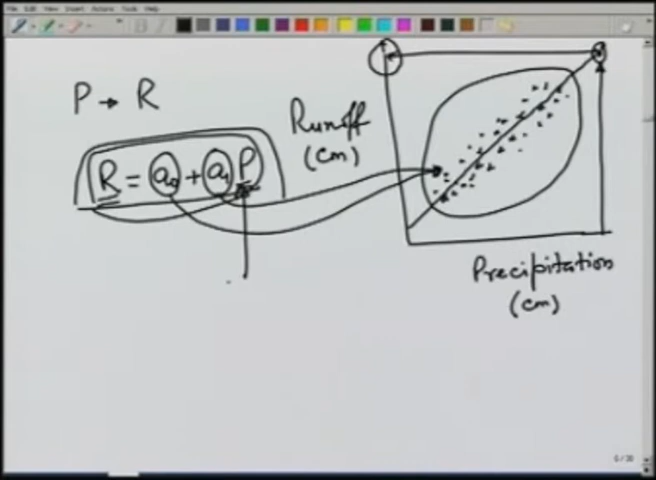 P → R
R = a₀ + a₁ P
Runoff
(cm)
Precipitation
(cm)